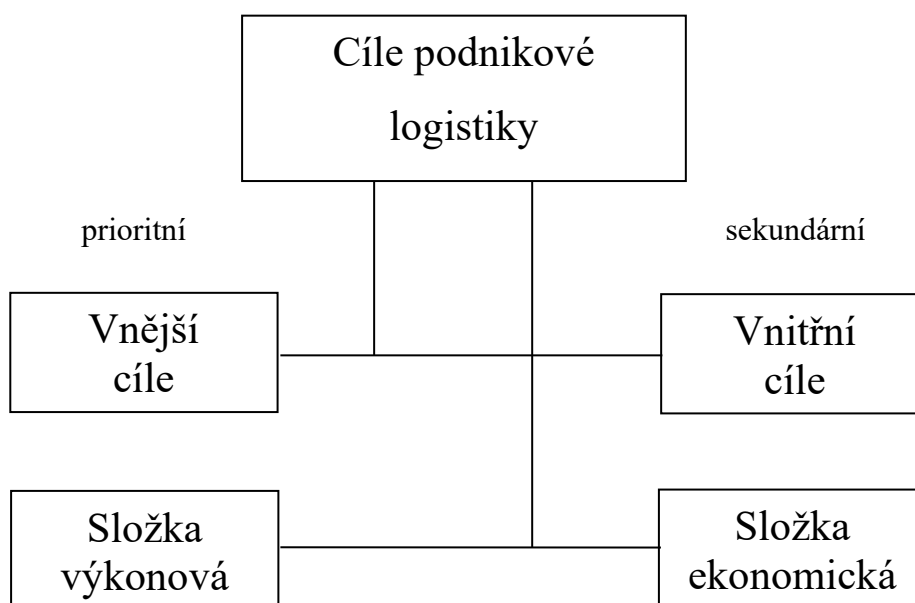 Cíle podnikové
logistiky
prioritní
sekundární
Vnější
cíle
Vnitřní
cíle
Složka
výkonová
Složka
ekonomická